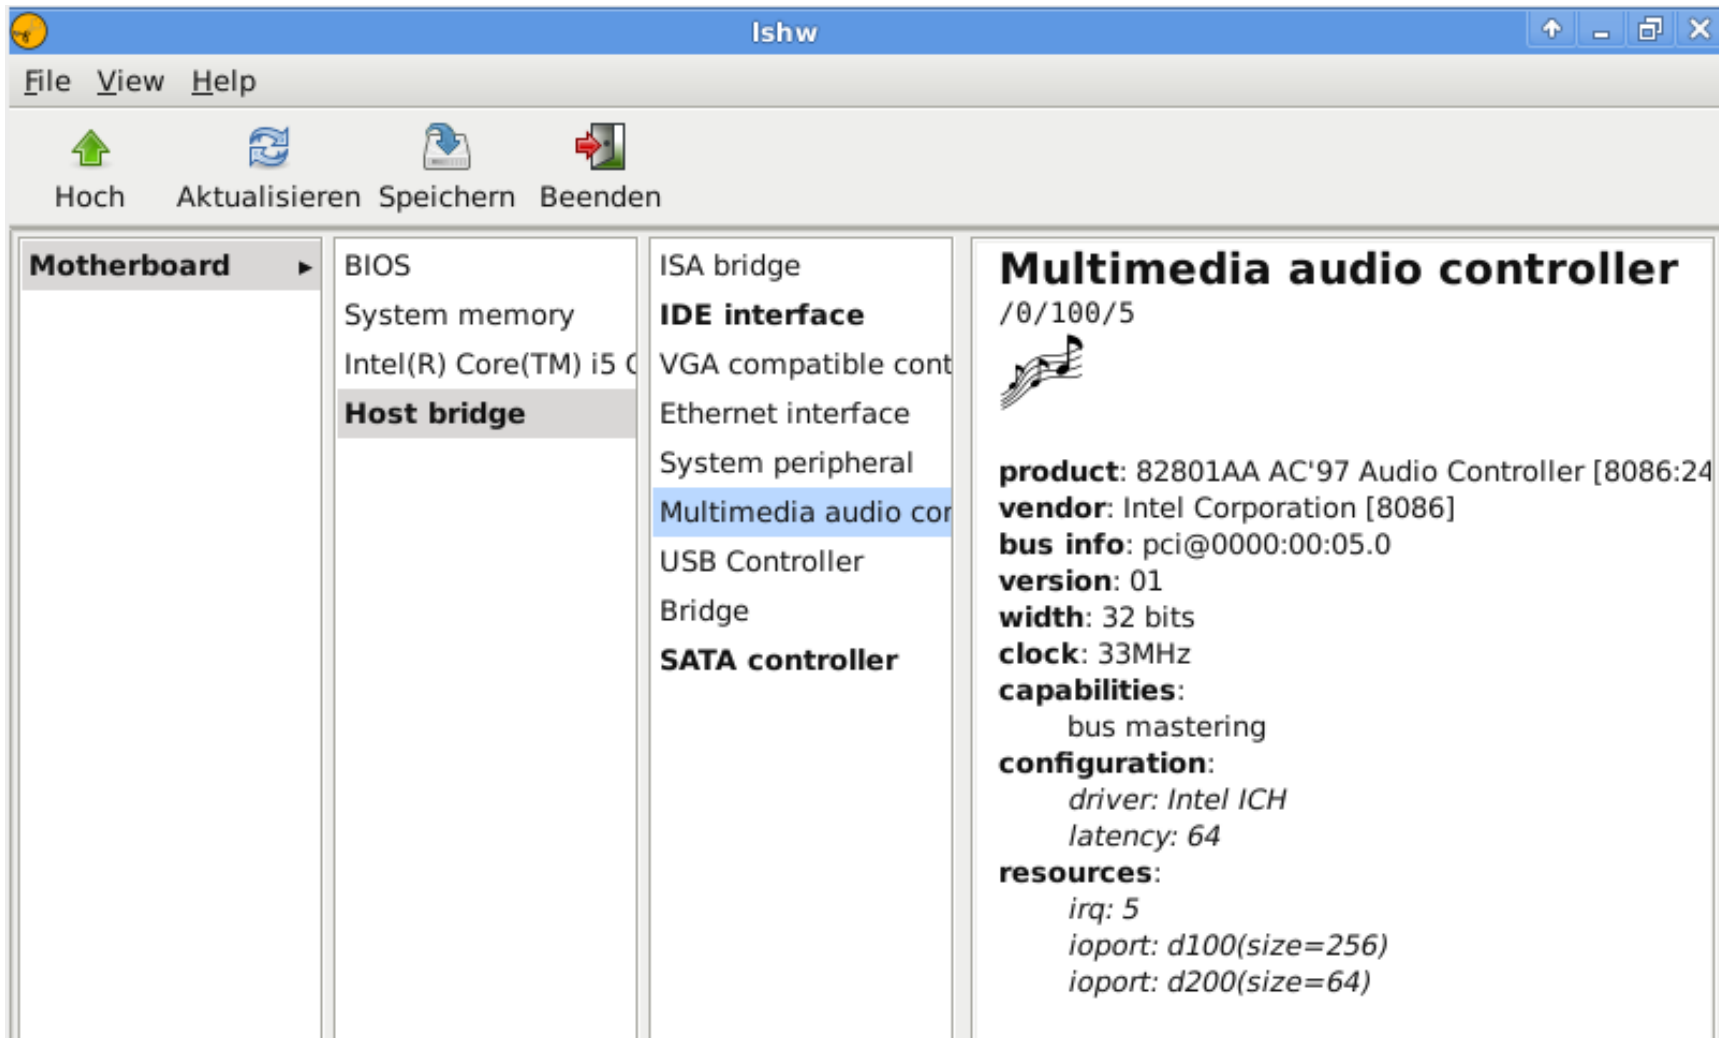 lshw
File View Help
Hoch Aktualisieren Speichern Beenden
Motherboard
BIOS
System memory
Intel(R) Core(TM) i5
Host bridge
ISA bridge
IDE interface
VGA compatible cont
Ethernet interface
System peripheral
Multimedia audio cor
USB Controller
Bridge
SATA controller
Multimedia audio controller
/0/100/5
product: 82801AA AC'97 Audio Controller [8086:24
vendor: Intel Corporation [8086]
bus info: pci@0000:00:05.0
version: 01
width: 32 bits
clock: 33MHz
capabilities:
bus mastering
configuration:
driver: Intel ICH
latency: 64
resources:
irq: 5
ioport: d100(size=256)
ioport: d200(size=64)